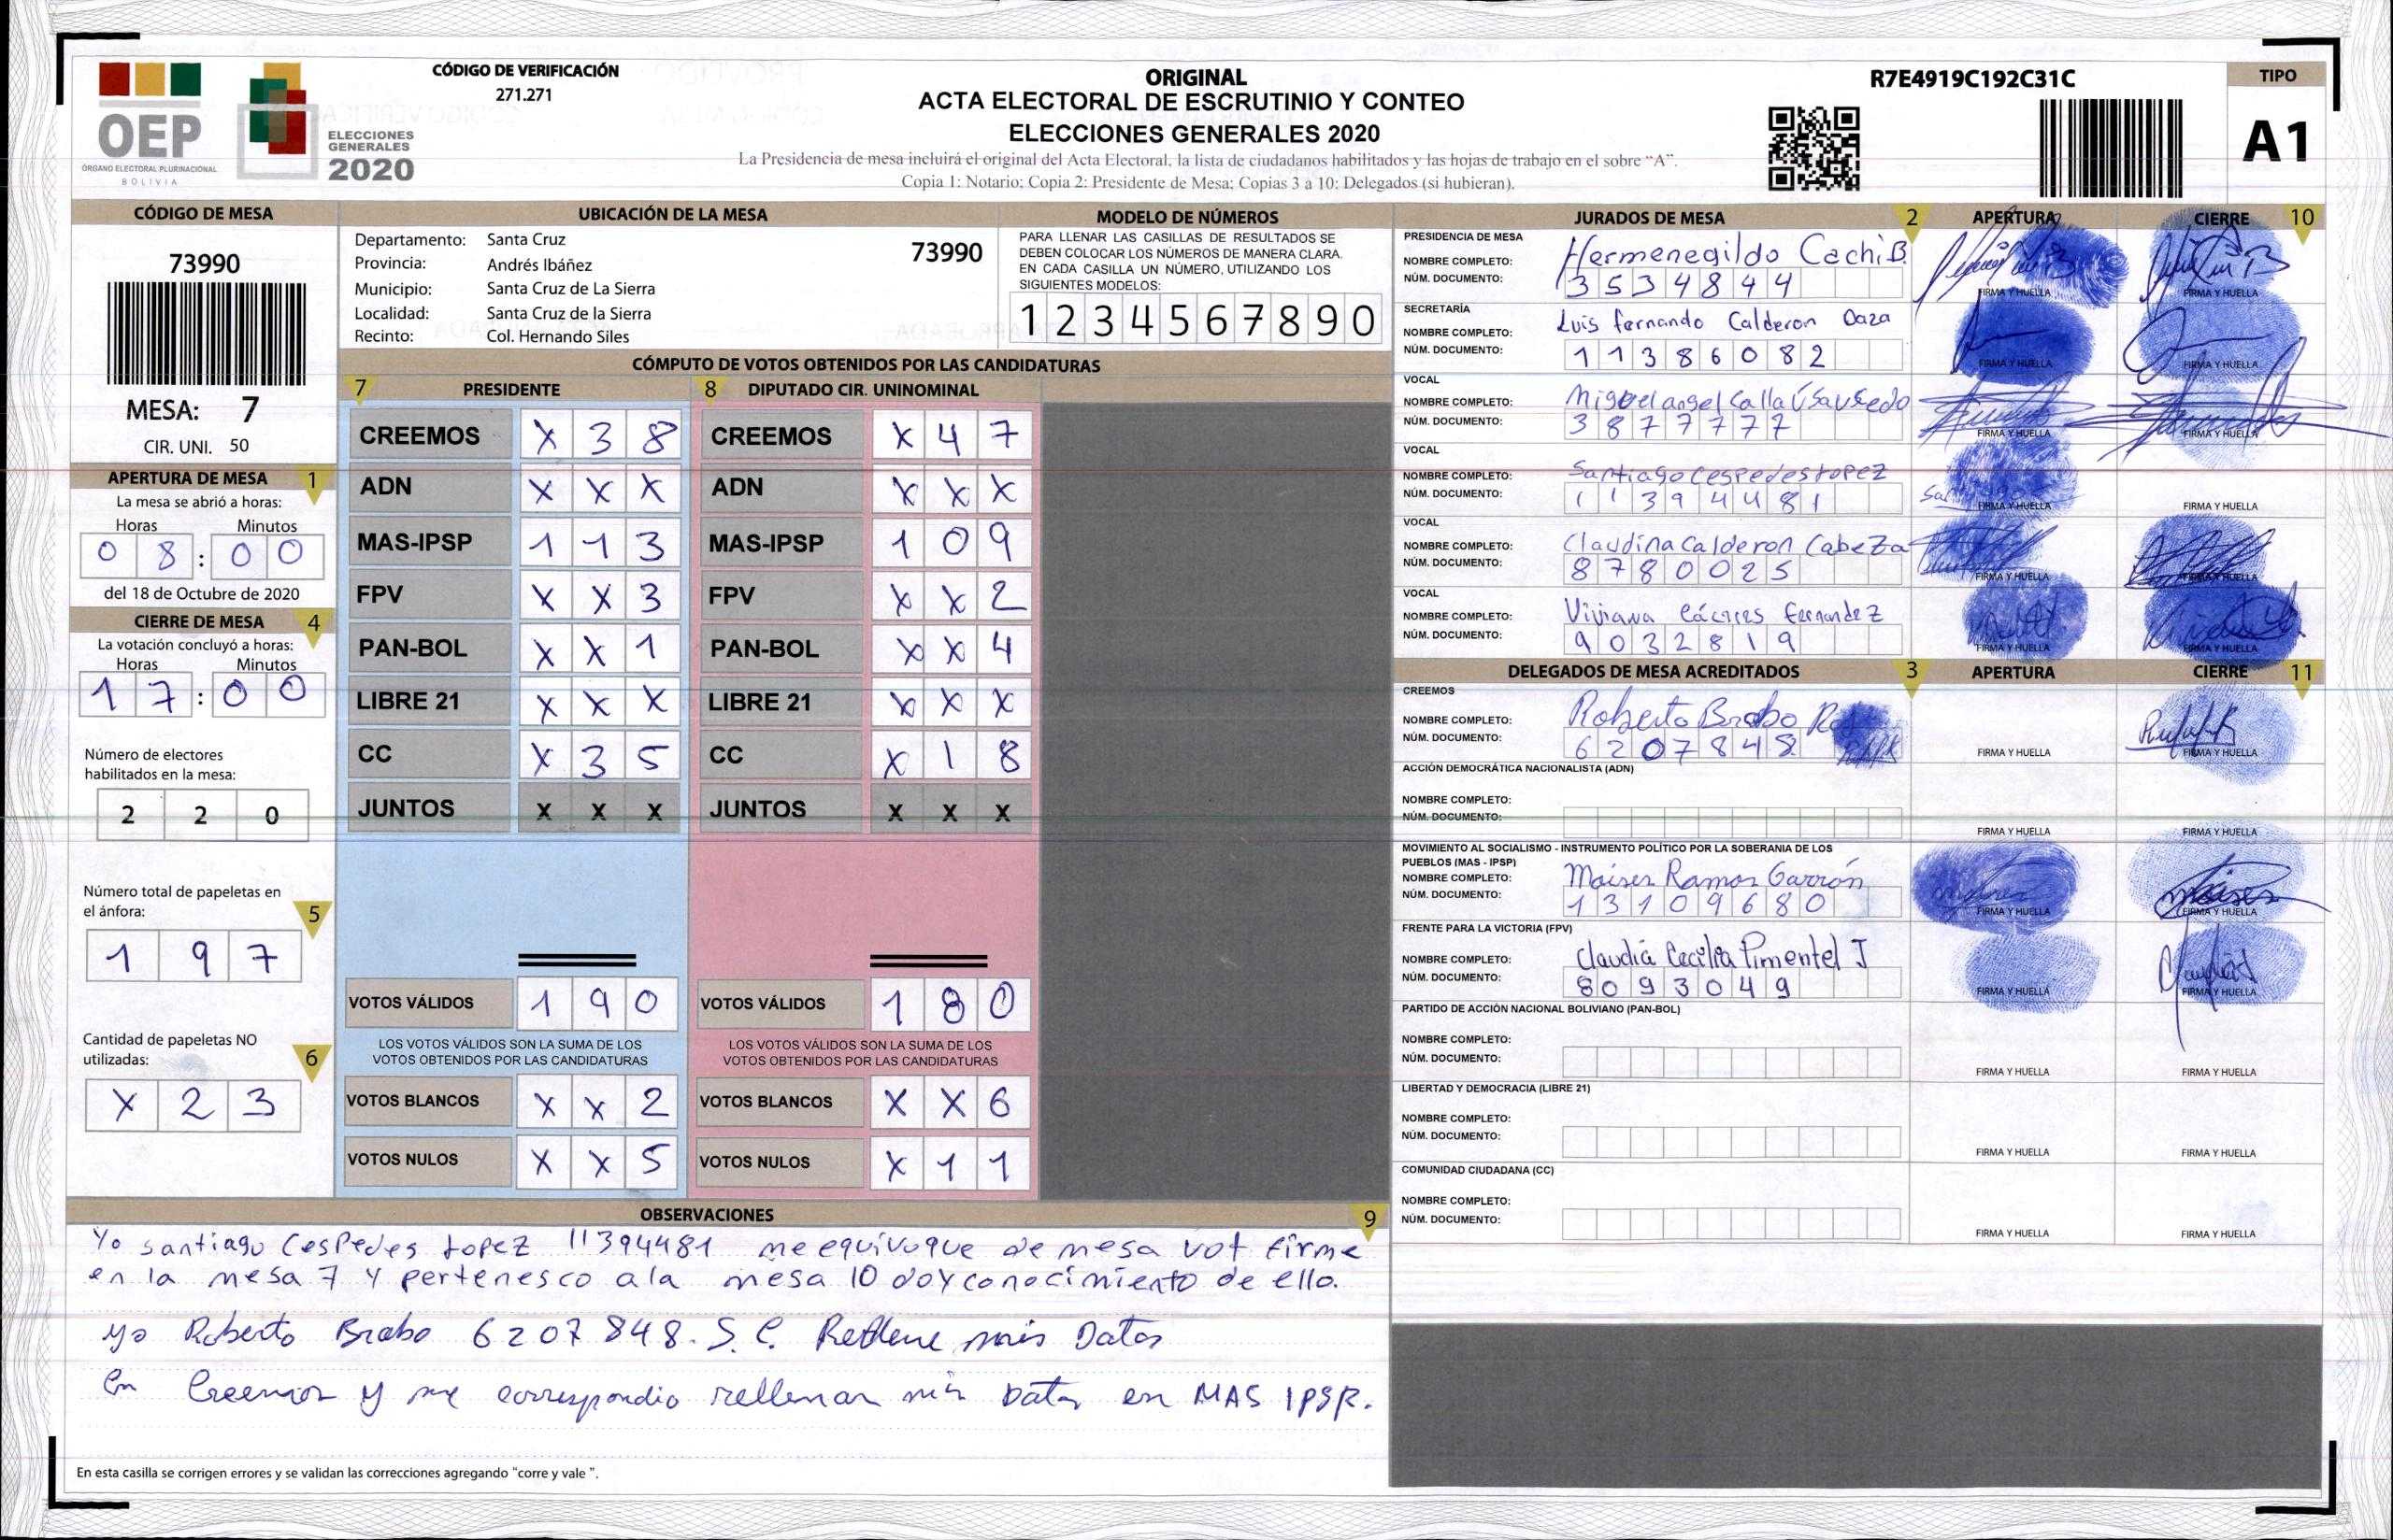 OEP
ÓRGANO ELECTORAL PLURINACIONAL
BOLIVIA
ELECCIONES
GENERALES
2020
CÓDIGO DE VERIFICACIÓN
271.271
ORIGINAL
ACTA ELECTORAL DE ESCRUTINIO Y CONTEO
ELECCIONES GENERALES 2020
La Presidencia de mesa incluirá el original del Acta Electoral, la lista de ciudadanos habilitados y las hojas de trabajo en el sobre "A".
Copia 1: Notario; Copia 2: Presidente de Mesa; Copias 3 a 10: Delegados (si hubieran).
R7E4919C192C31C
TIPO
A1
CÓDIGO DE MESA
73990
MESA: 7
CIR. UNI. 50
APERTURA DE MESA 1
La mesa se abrió a horas:
Horas Minutos
0 8 : 0 0
del 18 de Octubre de 2020
CIERRE DE MESA 4
La votación concluyó a horas:
Horas Minutos
1 7 : 0 0
Número de electores
habilitados en la mesa:
2 2 0
Número total de papeletas en
el ánfora: 5
1 9 7
Cantidad de papeletas NO
utilizadas: 6
X 2 3
UBICACIÓN DE LA MESA
Departamento: Santa Cruz 73990
Provincia: Andrés Ibáñez
Municipio: Santa Cruz de La Sierra
Localidad: Santa Cruz de la Sierra
Recinto: Col. Hernando Siles
MODELO DE NÚMEROS
PARA LLENAR LAS CASILLAS DE RESULTADOS SE
DEBEN COLOCAR LOS NÚMEROS DE MANERA CLARA.
EN CADA CASILLA UN NÚMERO, UTILIZANDO LOS
SIGUIENTES MODELOS:
1 2 3 4 5 6 7 8 9 0
CÓMPUTO DE VOTOS OBTENIDOS POR LAS CANDIDATURAS
7 PRESIDENTE
CREEMOS X 3 8
ADN X X X
MAS-IPSP 1 1 3
FPV X X 3
PAN-BOL X X 1
LIBRE 21 X X X
CC X 3 5
JUNTOS X X X
VOTOS VÁLIDOS 1 9 0
LOS VOTOS VÁLIDOS SON LA SUMA DE LOS
VOTOS OBTENIDOS POR LAS CANDIDATURAS
VOTOS BLANCOS X X 2
VOTOS NULOS X X 5
8 DIPUTADO CIR. UNINOMINAL
CREEMOS X 4 7
ADN X X X
MAS-IPSP 1 0 9
FPV X X 2
PAN-BOL X X 4
LIBRE 21 X X X
CC X 1 8
JUNTOS X X X
VOTOS VÁLIDOS 1 8 0
LOS VOTOS VÁLIDOS SON LA SUMA DE LOS
VOTOS OBTENIDOS POR LAS CANDIDATURAS
VOTOS BLANCOS X X 6
VOTOS NULOS X 1 1
OBSERVACIONES 9
Yo santiago Cespedes Lopez 11394481 me equivoque de mesa vot firme
en la mesa 7 y pertenesco ala mesa 10 doy conocimiento de ello.
yo Roberto Brabo 6207848. S.C. Rellene mis Datos
en Creemos y me correspondio rellenar mis Datos en MAS IPSP.
En esta casilla se corrigen errores y se validan las correcciones agregando "corre y vale ".
JURADOS DE MESA 2 APERTURA CIERRE 10
PRESIDENCIA DE MESA
NOMBRE COMPLETO: Hermenegildo Cachi B.
NÚM. DOCUMENTO: 3534844 FIRMA Y HUELLA FIRMA Y HUELLA
SECRETARÍA
NOMBRE COMPLETO: Luis fernando Calderon Daza
NÚM. DOCUMENTO: 11386082 FIRMA Y HUELLA FIRMA Y HUELLA
VOCAL
NOMBRE COMPLETO: Miguel angel
NÚM. DOCUMENTO: 3877777 FIRMA Y HUELLA FIRMA Y HUELLA
VOCAL
NOMBRE COMPLETO: Santiago Cespedes Lopez
NÚM. DOCUMENTO: 11394481 FIRMA Y HUELLA FIRMA Y HUELLA
VOCAL
NOMBRE COMPLETO: Claudina Calderon Cabeza
NÚM. DOCUMENTO: 8780025 FIRMA Y HUELLA FIRMA Y HUELLA
VOCAL
NOMBRE COMPLETO: Viviana Cáceres Fernandez
NÚM. DOCUMENTO: 9032819 FIRMA Y HUELLA FIRMA Y HUELLA
DELEGADOS DE MESA ACREDITADOS 3 APERTURA CIERRE 11
CREEMOS
NOMBRE COMPLETO: Roberto Brabo
NÚM. DOCUMENTO: 6207848 FIRMA Y HUELLA FIRMA Y HUELLA
ACCIÓN DEMOCRÁTICA NACIONALISTA (ADN)
NOMBRE COMPLETO:
NÚM. DOCUMENTO: FIRMA Y HUELLA FIRMA Y HUELLA
MOVIMIENTO AL SOCIALISMO - INSTRUMENTO POLÍTICO POR LA SOBERANIA DE LOS
PUEBLOS (MAS - IPSP)
NOMBRE COMPLETO: Moises Ramos Garrón
NÚM. DOCUMENTO: 13109680 FIRMA Y HUELLA FIRMA Y HUELLA
FRENTE PARA LA VICTORIA (FPV)
NOMBRE COMPLETO: Claudia Cecilia Pimentel J
NÚM. DOCUMENTO: 8093049 FIRMA Y HUELLA FIRMA Y HUELLA
PARTIDO DE ACCIÓN NACIONAL BOLIVIANO (PAN-BOL)
NOMBRE COMPLETO:
NÚM. DOCUMENTO: FIRMA Y HUELLA FIRMA Y HUELLA
LIBERTAD Y DEMOCRACIA (LIBRE 21)
NOMBRE COMPLETO:
NÚM. DOCUMENTO: FIRMA Y HUELLA FIRMA Y HUELLA
COMUNIDAD CIUDADANA (CC)
NOMBRE COMPLETO:
NÚM. DOCUMENTO: FIRMA Y HUELLA FIRMA Y HUELLA